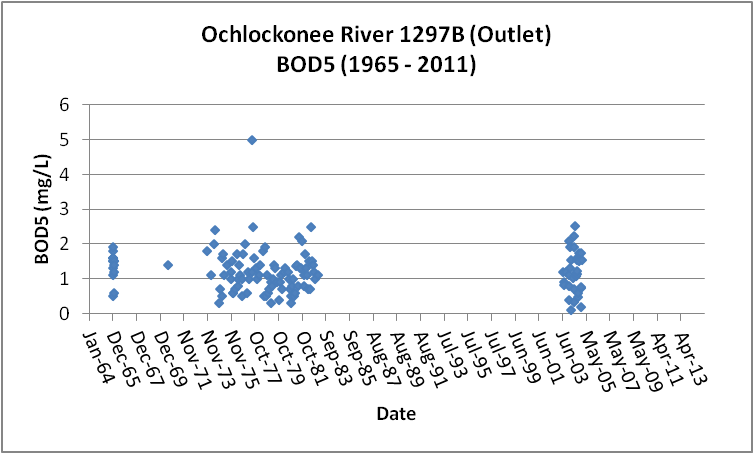 Ochlockonee River 1297B (Outlet)
BOD5 (1965 - 2011)
6
5
4
3
2
1
0
BOD5 (mg/L)
Jan-64
Dec-65
Dec-67
Dec-69
Nov-71
Nov-73
Nov-75
Oct-77
Oct-79
Oct-81
Sep-83
Sep-85
Aug-87
Aug-89
Aug-91
Jul-93
Jul-95
Jul-97
Jun-99
Jun-01
Jun-03
May-05
May-07
May-09
Apr-11
Apr-13
Date